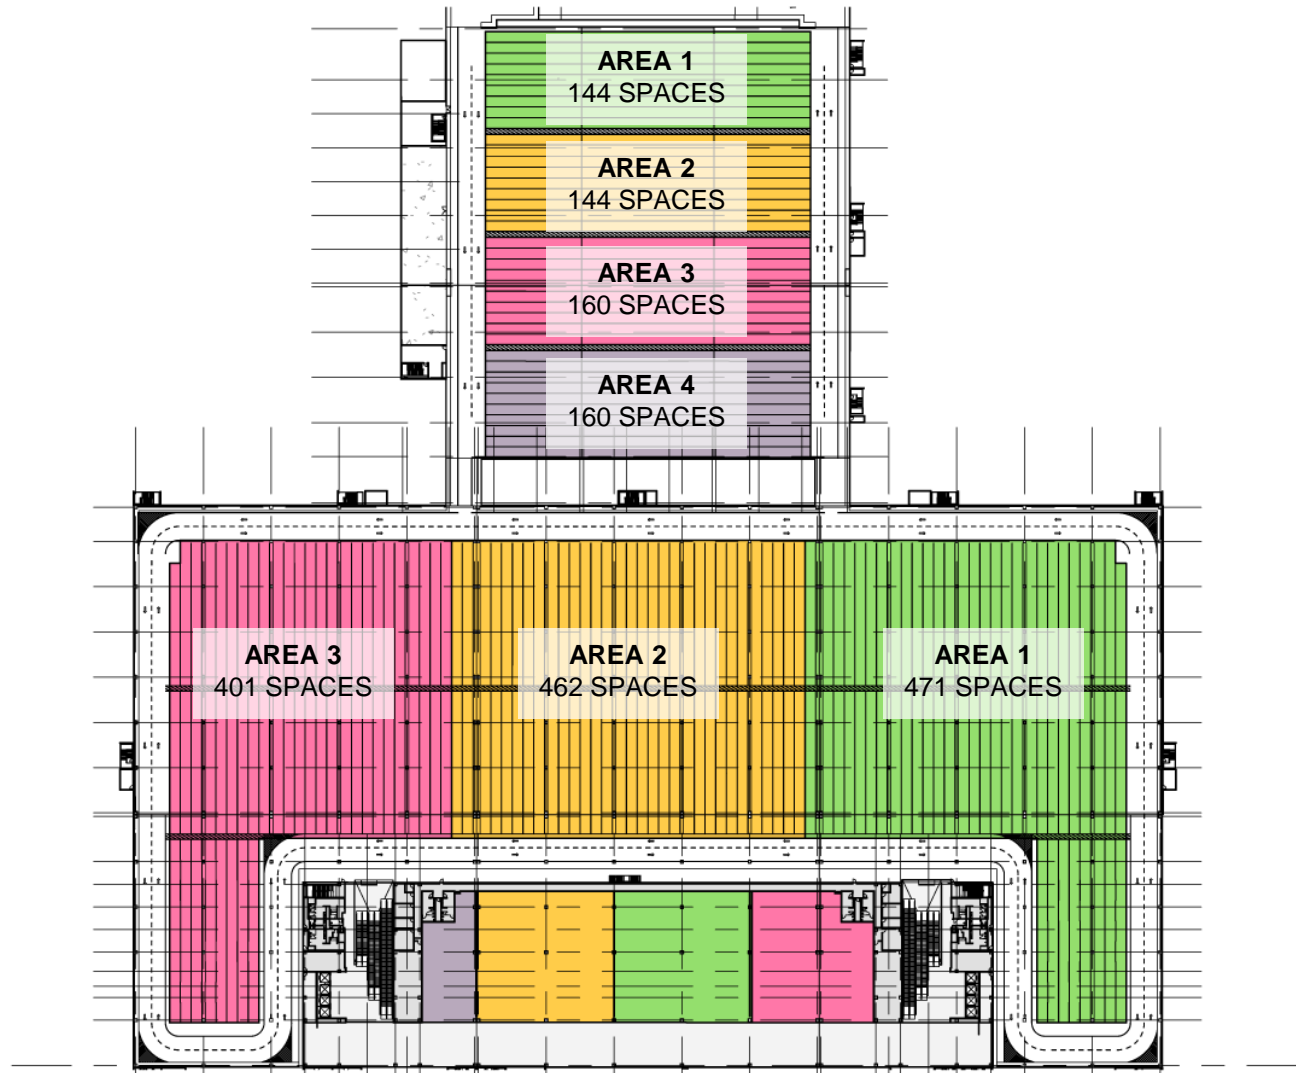 AREA 1
144 SPACES
AREA 2
144 SPACES
AREA 3
160 SPACES
AREA 4
160 SPACES
AREA 3
401 SPACES
AREA 2
462 SPACES
AREA 1
471 SPACES